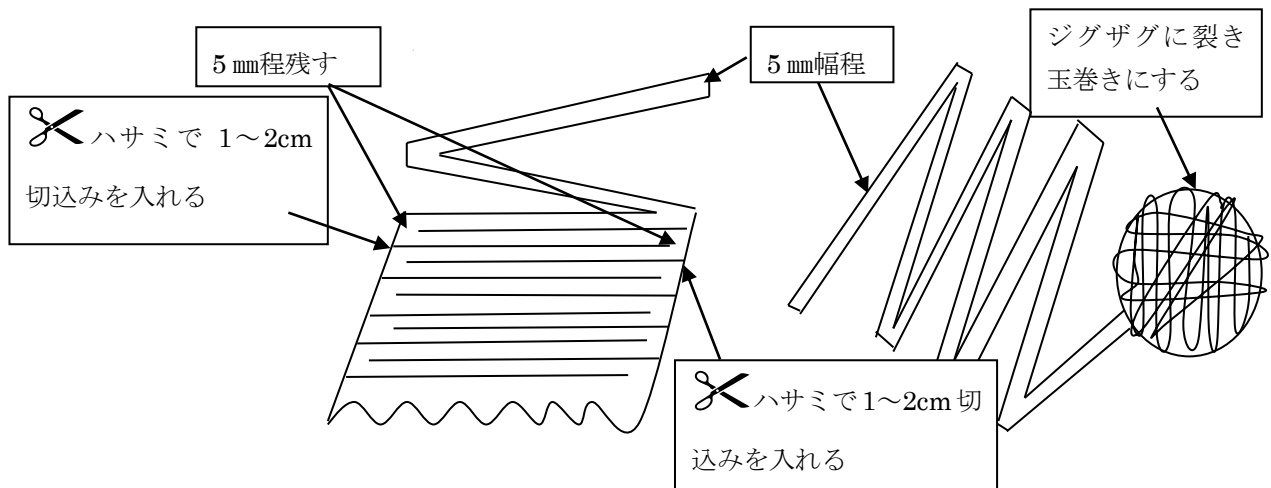 5㎜程残す
ハサミで 1～2cm
切込みを入れる
5㎜幅程
ジグザグに裂き
玉巻きにする
ハサミで1～2cm切
込みを入れる